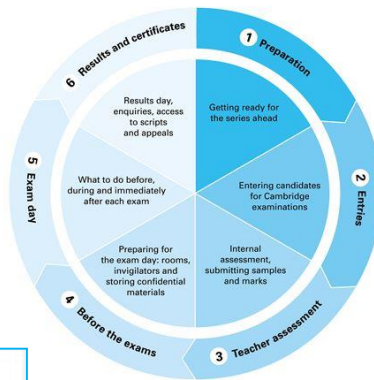 1 Preparation
Getting ready for
the series ahead
2 Entries
Entering candidates
for Cambridge
examinations
3 Teacher assessment
Internal
assessment,
submitting samples
and marks
4 Before the exams
Preparing for
the exam day: rooms,
invigilators and
storing confidential
materials
5 Exam day
What to do before,
during and immediately
after each exam
6 Results and certificates
Results day,
enquiries, access
to scripts
and appeals